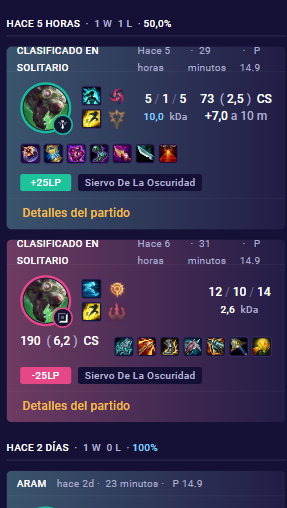 HACE 5 HORAS · 1 W 1 L · 50,0%
CLASIFICADO EN SOLITARIO
Hace 5 horas · 29 minutos · P 14.9
5 / 1 / 5
10,0 kDa
73 ( 2,5 ) CS
+7,0 a 10 m
+25LP
Siervo De La Oscuridad
Detalles del partido
CLASIFICADO EN SOLITARIO
Hace 6 horas · 31 minutos · P 14.9
12 / 10 / 14
2,6 kDa
190 ( 6,2 ) CS
-25LP
Siervo De La Oscuridad
Detalles del partido
HACE 2 DÍAS · 1 W 0 L · 100%
ARAM hace 2d · 23 minutos · P 14.9